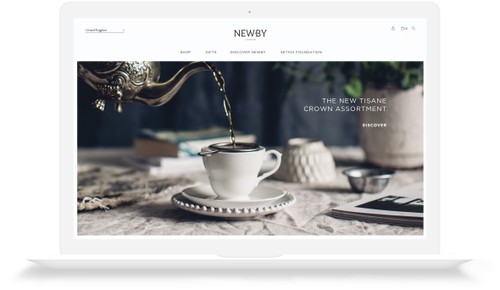 United Kingdom
NEWBY
SHOP
GIFTS
DISCOVER NEWBY
NEWBY FOUNDATION
THE NEW TISANE
CROWN ASSORTMENT
DISCOVER